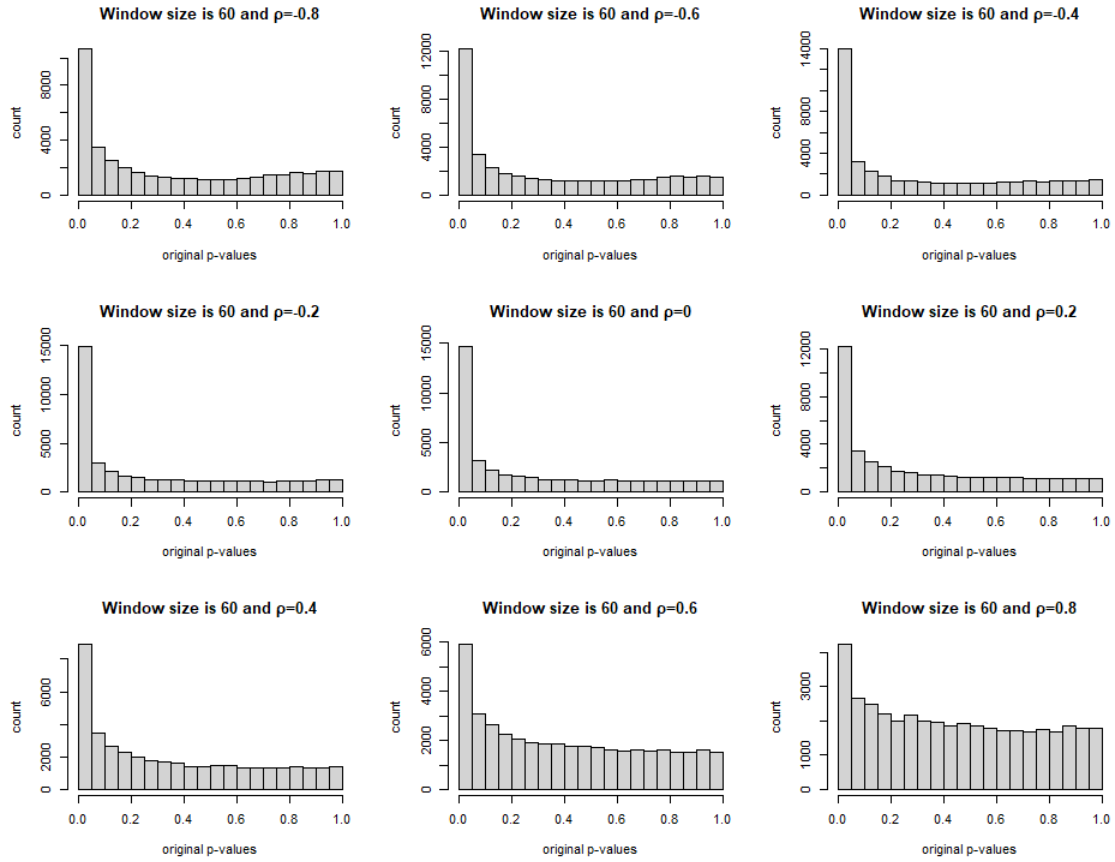 Window size is 60 and ρ=-0.8
count
0 4000 8000
0.0 0.2 0.4 0.6 0.8 1.0
original p-values
Window size is 60 and ρ=-0.6
count
0 4000 8000 12000
0.0 0.2 0.4 0.6 0.8 1.0
original p-values
Window size is 60 and ρ=-0.4
count
0 4000 8000 14000
0.0 0.2 0.4 0.6 0.8 1.0
original p-values
Window size is 60 and ρ=-0.2
count
0 5000 10000 15000
0.0 0.2 0.4 0.6 0.8 1.0
original p-values
Window size is 60 and ρ=0
count
0 5000 10000 15000
0.0 0.2 0.4 0.6 0.8 1.0
original p-values
Window size is 60 and ρ=0.2
count
0 4000 8000 12000
0.0 0.2 0.4 0.6 0.8 1.0
original p-values
Window size is 60 and ρ=0.4
count
0 2000 6000
0.0 0.2 0.4 0.6 0.8 1.0
original p-values
Window size is 60 and ρ=0.6
count
0 2000 4000 6000
0.0 0.2 0.4 0.6 0.8 1.0
original p-values
Window size is 60 and ρ=0.8
count
0 1000 3000
0.0 0.2 0.4 0.6 0.8 1.0
original p-values